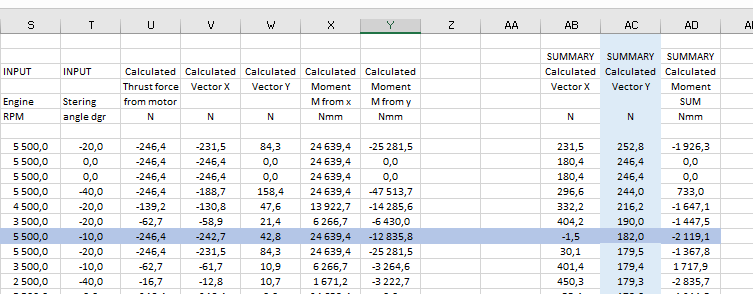 S T U V W X Y Z AA AB AC AD
SUMMARY SUMMARY SUMMARY
INPUT INPUT Calculated Calculated Calculated Calculated Calculated Calculated Calculated Calculated
Thrust force Vector X Vector Y Moment Moment Vector X Vector Y Moment
Engine Stering from motor M from x M from y SUM
RPM angle dgr N N N Nmm Nmm N N Nmm
5 500,0 -20,0 -246,4 -231,5 84,3 24 639,4 -25 281,5 231,5 252,8 -1 926,3
5 500,0 0,0 -246,4 -246,4 0,0 24 639,4 0,0 180,4 246,4 0,0
5 500,0 0,0 -246,4 -246,4 0,0 24 639,4 0,0 180,4 246,4 0,0
5 500,0 -40,0 -246,4 -188,7 158,4 24 639,4 -47 513,7 296,6 244,0 733,0
4 500,0 -20,0 -139,2 -130,8 47,6 13 922,7 -14 285,6 332,2 216,2 -1 647,1
3 500,0 -20,0 -62,7 -58,9 21,4 6 266,7 -6 430,0 404,2 190,0 -1 447,5
5 500,0 -10,0 -246,4 -242,7 42,8 24 639,4 -12 835,8 -1,5 182,0 -2 119,1
5 500,0 -20,0 -246,4 -231,5 84,3 24 639,4 -25 281,5 30,1 179,5 -1 367,8
3 500,0 -10,0 -62,7 -61,7 10,9 6 266,7 -3 264,6 401,4 179,4 1 717,9
2 500,0 -40,0 -16,7 -12,8 10,7 1 671,2 -3 222,7 450,3 179,3 -2 835,7